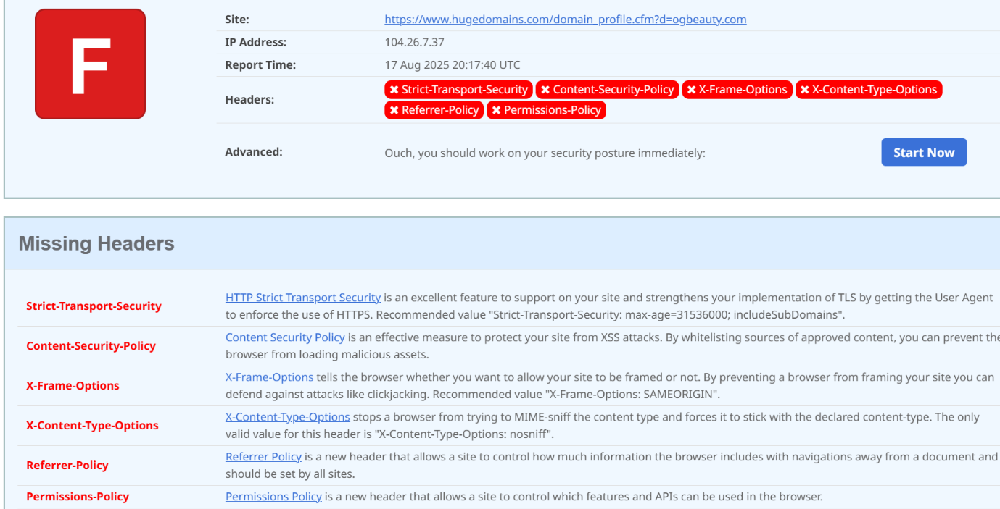 F
Site: https://www.hugedomains.com/domain_profile.cfm?d=ogbeauty.com
IP Address: 104.26.7.37
Report Time: 17 Aug 2025 20:17:40 UTC
Headers: ✖ Strict-Transport-Security ✖ Content-Security-Policy ✖ X-Frame-Options ✖ X-Content-Type-Options
✖ Referrer-Policy ✖ Permissions-Policy
Advanced: Ouch, you should work on your security posture immediately: Start Now
Missing Headers
Strict-Transport-Security
HTTP Strict Transport Security is an excellent feature to support on your site and strengthens your implementation of TLS by getting the User Agent
to enforce the use of HTTPS. Recommended value "Strict-Transport-Security: max-age=31536000; includeSubDomains".
Content-Security-Policy
Content Security Policy is an effective measure to protect your site from XSS attacks. By whitelisting sources of approved content, you can prevent the
browser from loading malicious assets.
X-Frame-Options
X-Frame-Options tells the browser whether you want to allow your site to be framed or not. By preventing a browser from framing your site you can
defend against attacks like clickjacking. Recommended value "X-Frame-Options: SAMEORIGIN".
X-Content-Type-Options
X-Content-Type-Options stops a browser from trying to MIME-sniff the content type and forces it to stick with the declared content-type. The only
valid value for this header is "X-Content-Type-Options: nosniff".
Referrer-Policy
Referrer Policy is a new header that allows a site to control how much information the browser includes with navigations away from a document and
should be set by all sites.
Permissions-Policy
Permissions Policy is a new header that allows a site to control which features and APIs can be used in the browser.